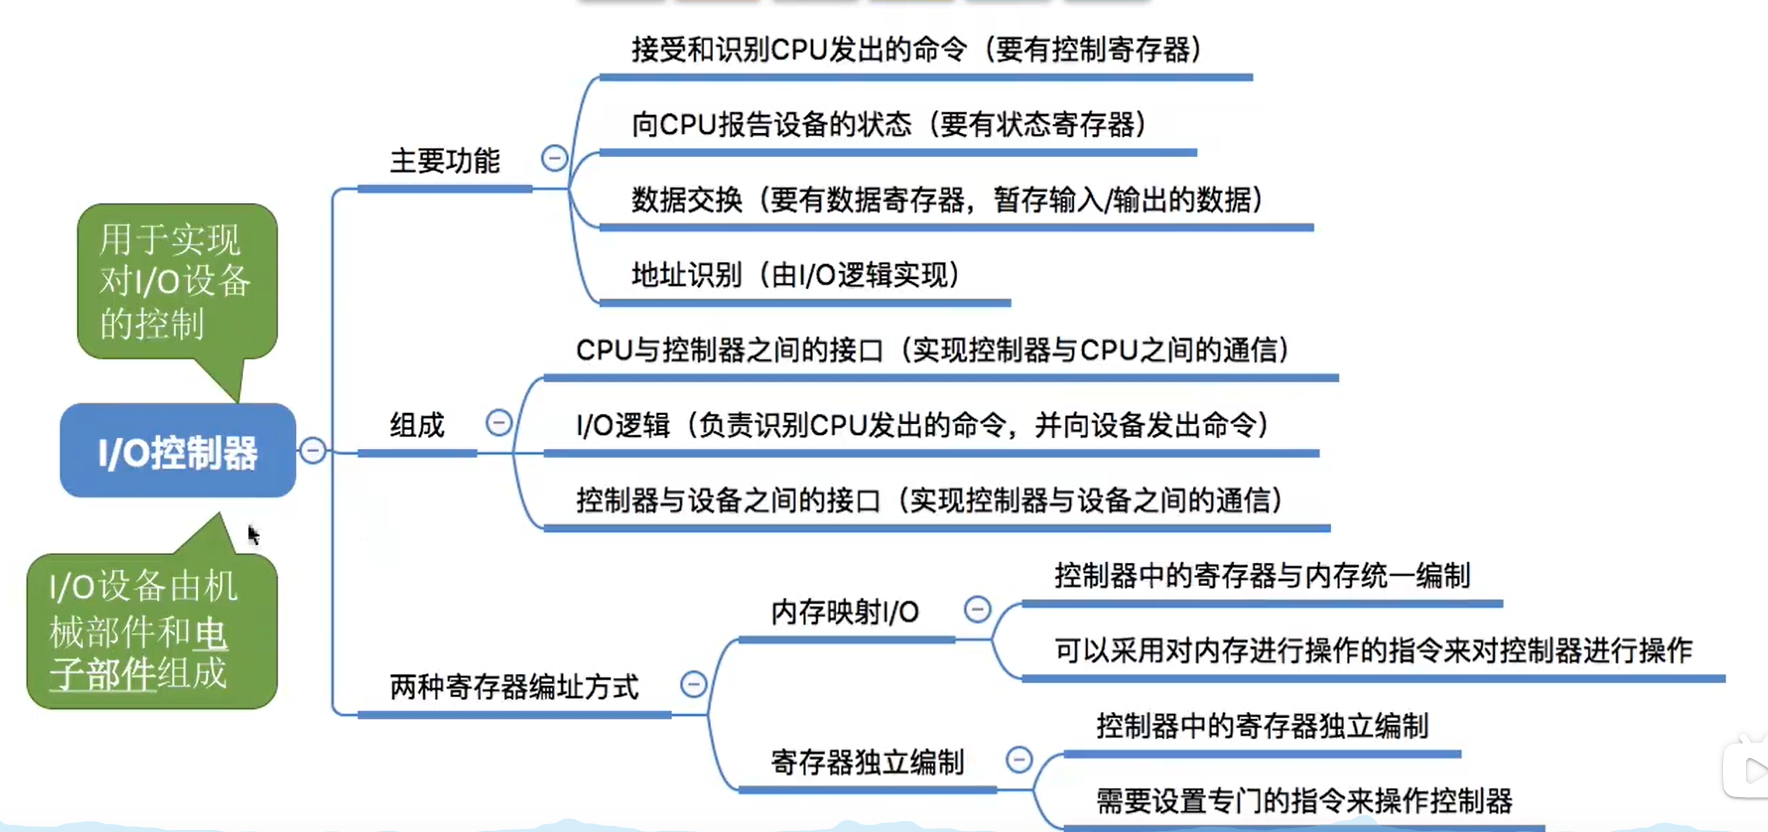 接受和识别CPU发出的命令（要有控制寄存器）
向CPU报告设备的状态（要有状态寄存器）
主要功能
数据交换（要有数据寄存器，暂存输入/输出的数据）
地址识别（由I/O逻辑实现）
用于实现
对I/O设备
的控制
CPU与控制器之间的接口（实现控制器与CPU之间的通信）
组成
I/O逻辑（负责识别CPU发出的命令，并向设备发出命令）
I/O控制器
控制器与设备之间的接口（实现控制器与设备之间的通信）
I/O设备由机
械部件和电
子部件组成
控制器中的寄存器与内存统一编制
内存映射I/O
可以采用对内存进行操作的指令来对控制器进行操作
两种寄存器编址方式
控制器中的寄存器独立编制
寄存器独立编制
需要设置专门的指令来操作控制器